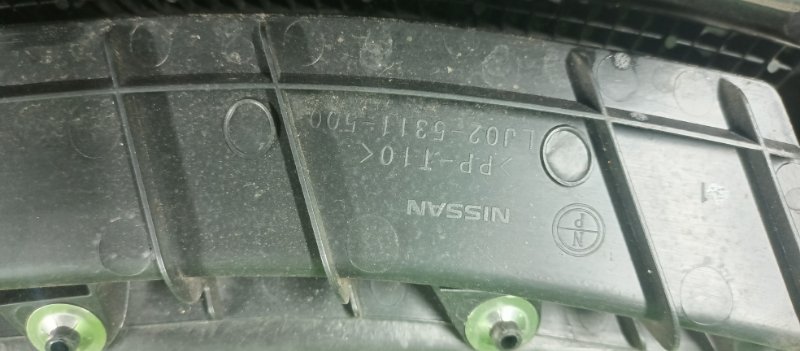 N
P
NISSAN
>PP-T10<
LJ02-5311-500